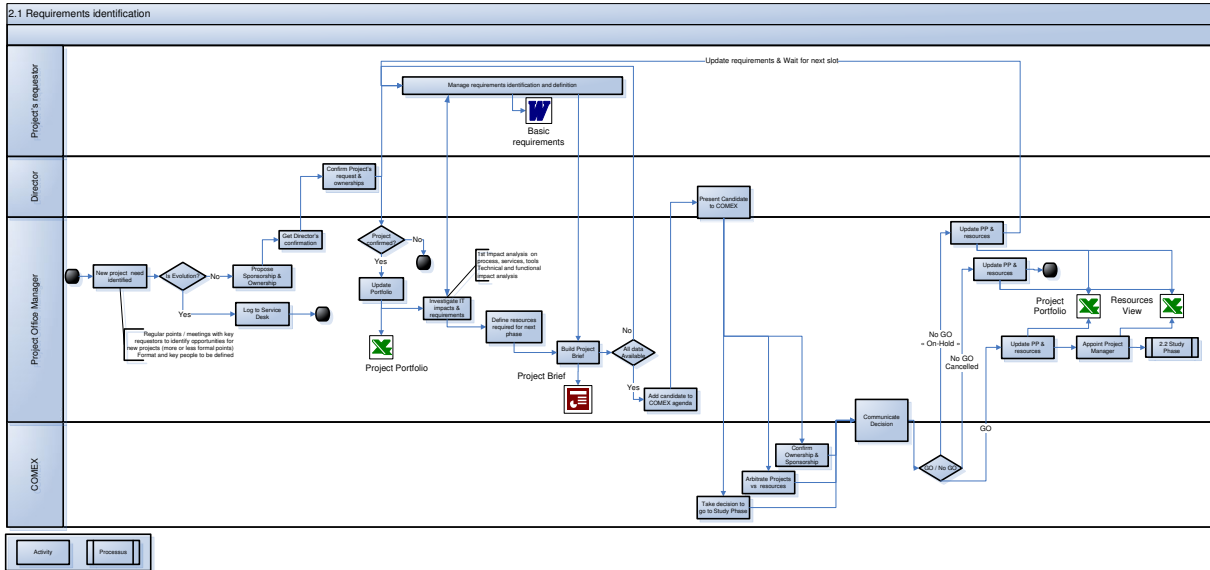 2.1 Requirements identification
Project's requestor
Update requirements & Wait for next slot
Manage requirements identification and definition
Basic
requirements
Director
Confirm Project's
request &
ownerships
Present Candidate
to COMEX
Project Office Manager
Get Director's
confirmation
Project
confirmed?
No
Yes
1st Impact analysis on
process, services, tools
Technical and functional
impact analysis
New project need
identified
is Evolution?
No
Propose
Sponsorship &
Ownership
Yes
Log to Service
Desk
Regular points / meetings with key
requestors to identify opportunities for
new projects (more or less formal points)
Format and key people to be defined
Update
Portfolio
Project Portfolio
Investigate IT
impacts &
requirements
Define resources
required for next
phase
Build Project
Brief
Project Brief
No
All data
Available
Yes
Add candidate to
COMEX agenda
Update PP &
resources
Update PP &
resources
Project
Portfolio
Resources
View
No GO
« On-Hold »
No GO
Cancelled
Update PP &
resources
Appoint Project
Manager
2.2 Study
Phase
GO
Communicate
Decision
COMEX
Confirm
Ownership &
Sponsorship
GO / No GO
Arbitrate Projects
vs resources
Take decision to
go to Study Phase
Activity
Processus